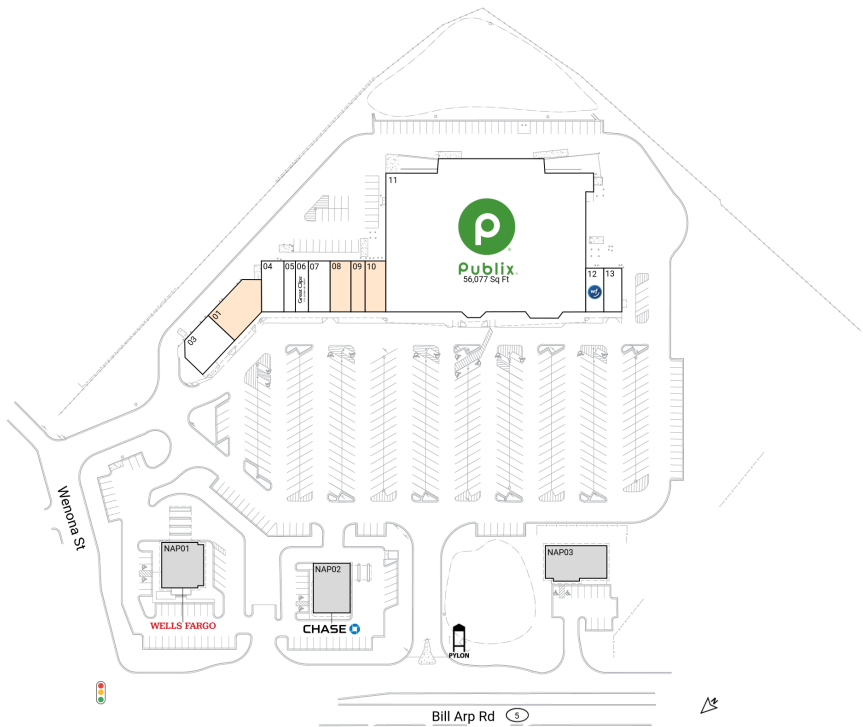 11
Publix.
56,077 Sq Ft
04
05
06
07
08
09
10
Great Clips
12
13
01
03
Wenona St
NAP01
NAP02
NAP03
WELLS FARGO
CHASE
PYLON
Bill Arp Rd
5
N